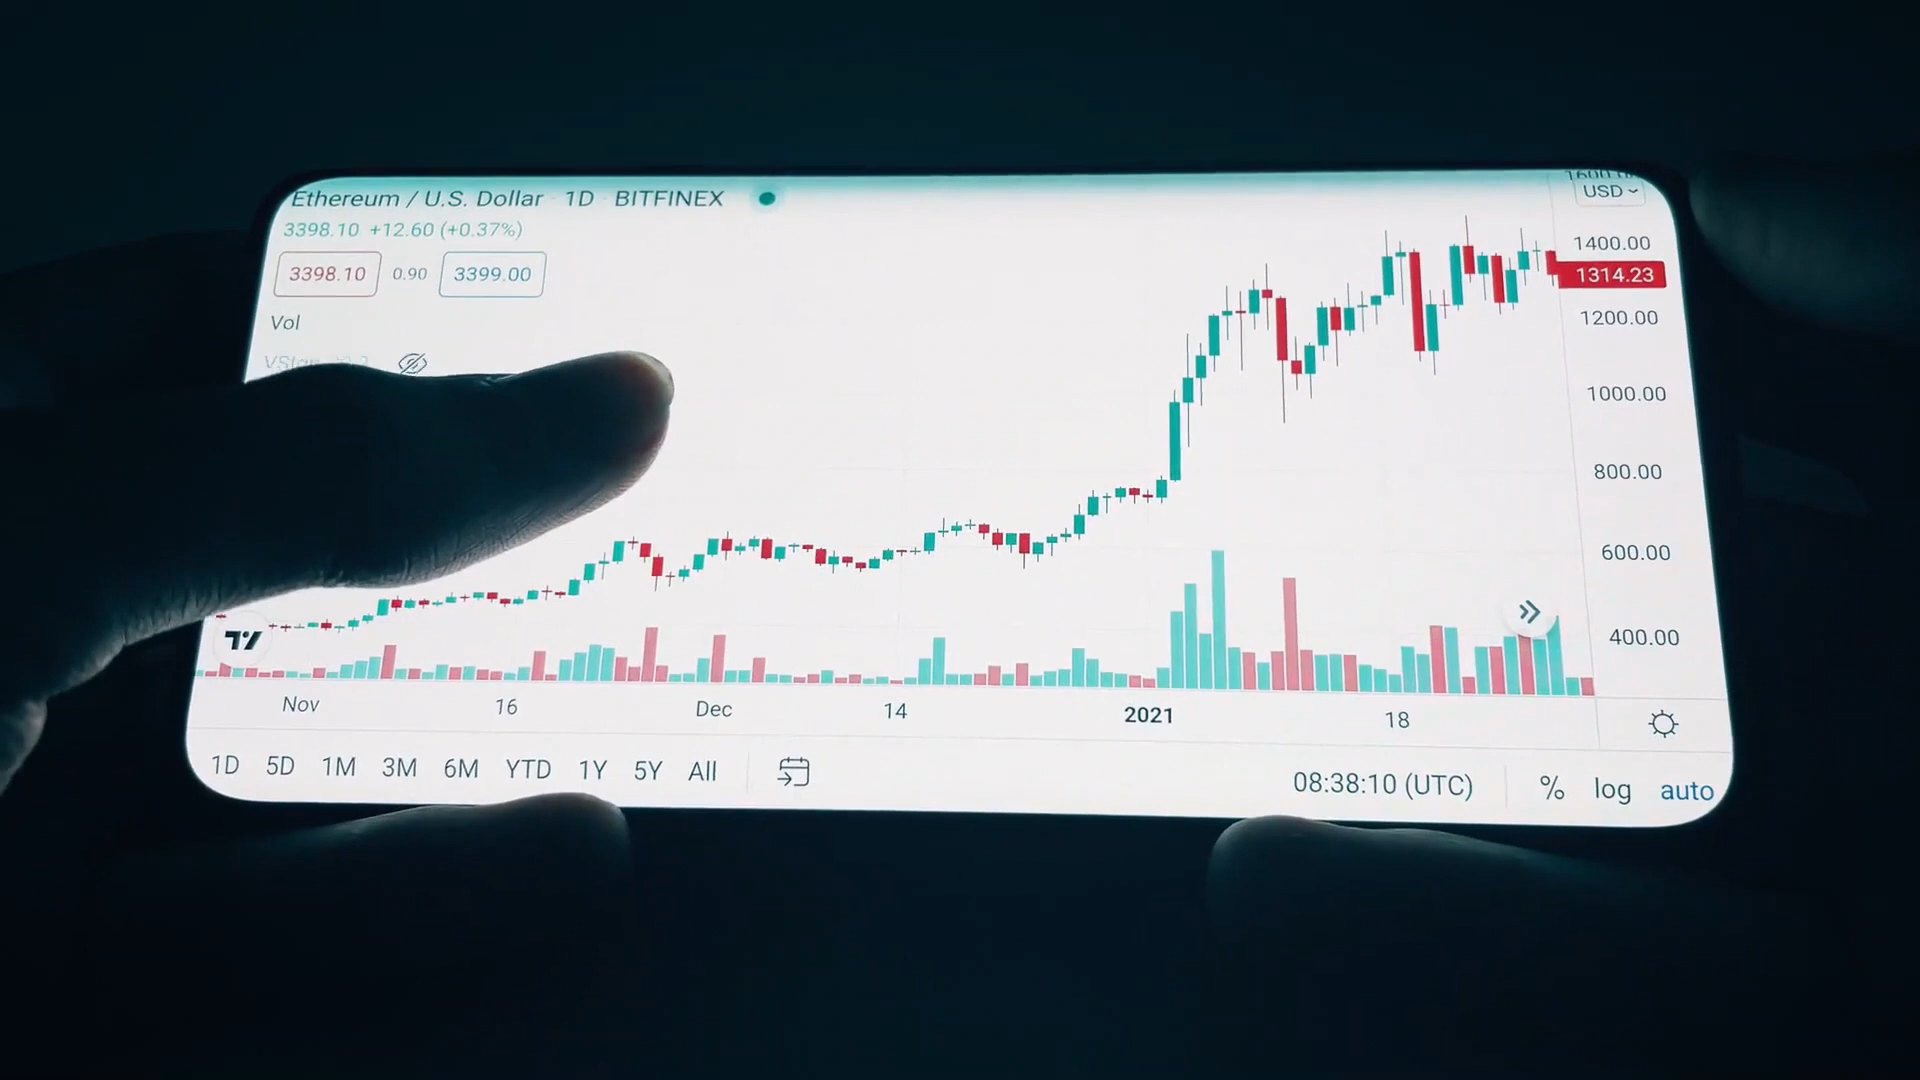 Ethereum / U.S. Dollar · 1D · BITFINEX
USD
3398.10 +12.60 (+0.37%)
3398.10 0.90 3399.00
Vol
1400.00
1314.23
1200.00
1000.00
800.00
600.00
400.00
Nov 16 Dec 14 2021 18
1D 5D 1M 3M 6M YTD 1Y 5Y All
08:38:10 (UTC) % log auto